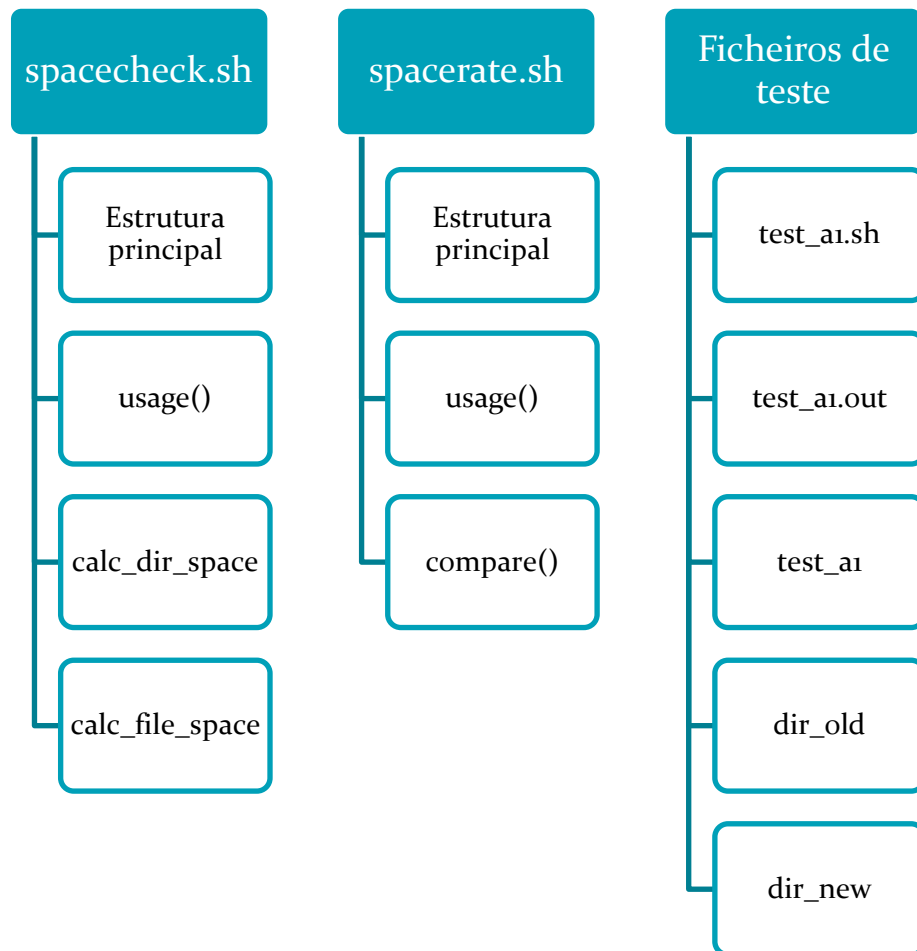 spacecheck.sh
Estrutura
principal
usage()
calc_dir_space
calc_file_space
spacerate.sh
Estrutura
principal
usage()
compare()
Ficheiros de
teste
test_a1.sh
test_a1.out
test_a1
dir_old
dir_new